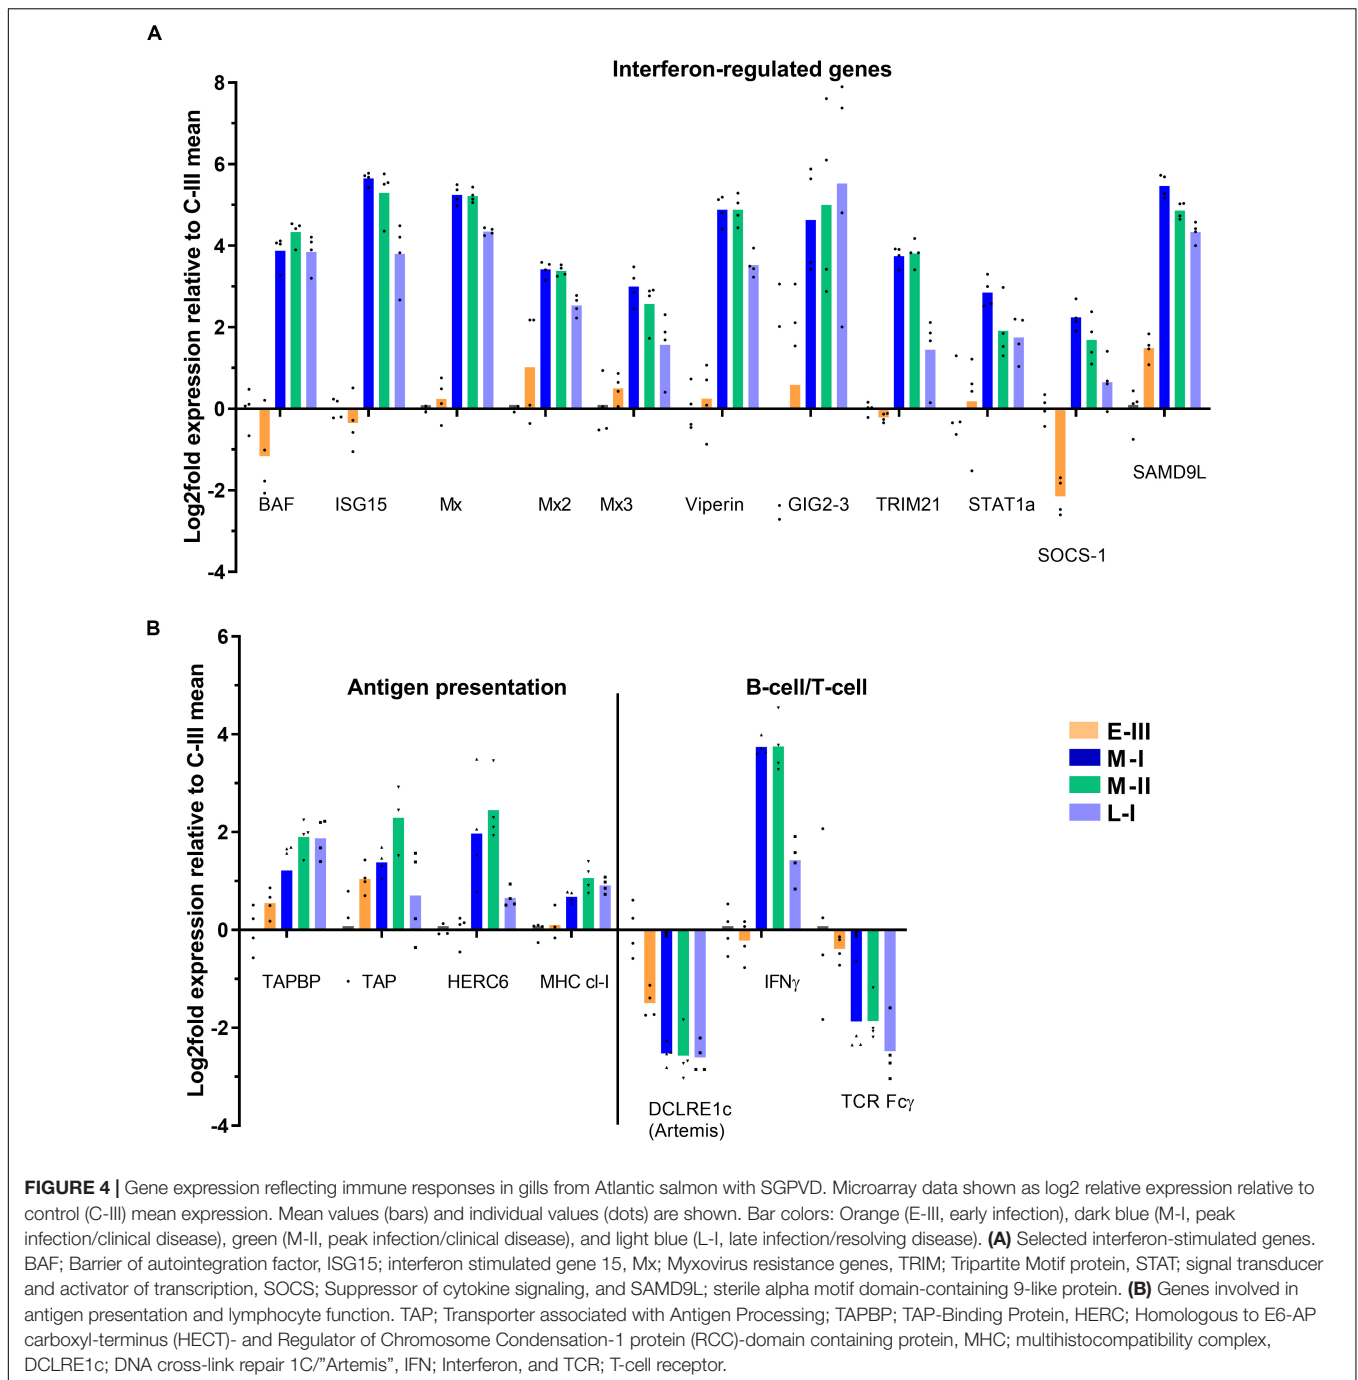 A
Interferon-regulated genes
Log2fold expression relative to C-III mean
8
6
4
2
0
-2
-4
BAF
ISG15
Mx
Mx2
Mx3
Viperin
GIG2-3
TRIM21
STAT1a
SOCS-1
SAMD9L
B
Antigen presentation
B-cell/T-cell
Log2fold expression relative to C-III mean
6
4
2
0
-2
-4
TAPBP
TAP
HERC6
MHC cl-I
DCLRE1c
(Artemis)
IFNγ
TCR Fcγ
E-III
M-I
M-II
L-I
FIGURE 4 | Gene expression reflecting immune responses in gills from Atlantic salmon with SGPVD. Microarray data shown as log2 relative expression relative to
control (C-III) mean expression. Mean values (bars) and individual values (dots) are shown. Bar colors: Orange (E-III, early infection), dark blue (M-I, peak
infection/clinical disease), green (M-II, peak infection/clinical disease), and light blue (L-I, late infection/resolving disease). (A) Selected interferon-stimulated genes.
BAF; Barrier of autointegration factor, ISG15; interferon stimulated gene 15, Mx; Myxovirus resistance genes, TRIM; Tripartite Motif protein, STAT; signal transducer
and activator of transcription, SOCS; Suppressor of cytokine signaling, and SAMD9L; sterile alpha motif domain-containing 9-like protein. (B) Genes involved in
antigen presentation and lymphocyte function. TAP; Transporter associated with Antigen Processing; TAPBP; TAP-Binding Protein, HERC; Homologous to E6-AP
carboxyl-terminus (HECT)- and Regulator of Chromosome Condensation-1 protein (RCC)-domain containing protein, MHC; multihistocompatibility complex,
DCLRE1c; DNA cross-link repair 1C/”Artemis”, IFN; Interferon, and TCR; T-cell receptor.